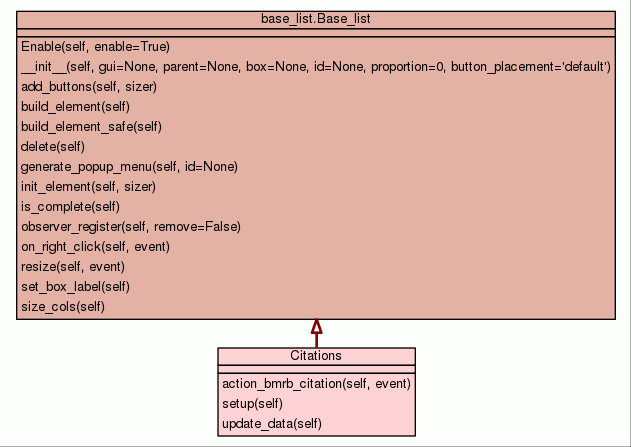 base_list.Base_list
Enable(self, enable=True)
__init__(self, gui=None, parent=None, box=None, id=None, proportion=0, button_placement='default')
add_buttons(self, sizer)
build_element(self)
build_element_safe(self)
delete(self)
generate_popup_menu(self, id=None)
init_element(self, sizer)
is_complete(self)
observer_register(self, remove=False)
on_right_click(self, event)
resize(self, event)
set_box_label(self)
size_cols(self)
Citations
action_bmrb_citation(self, event)
setup(self)
update_data(self)